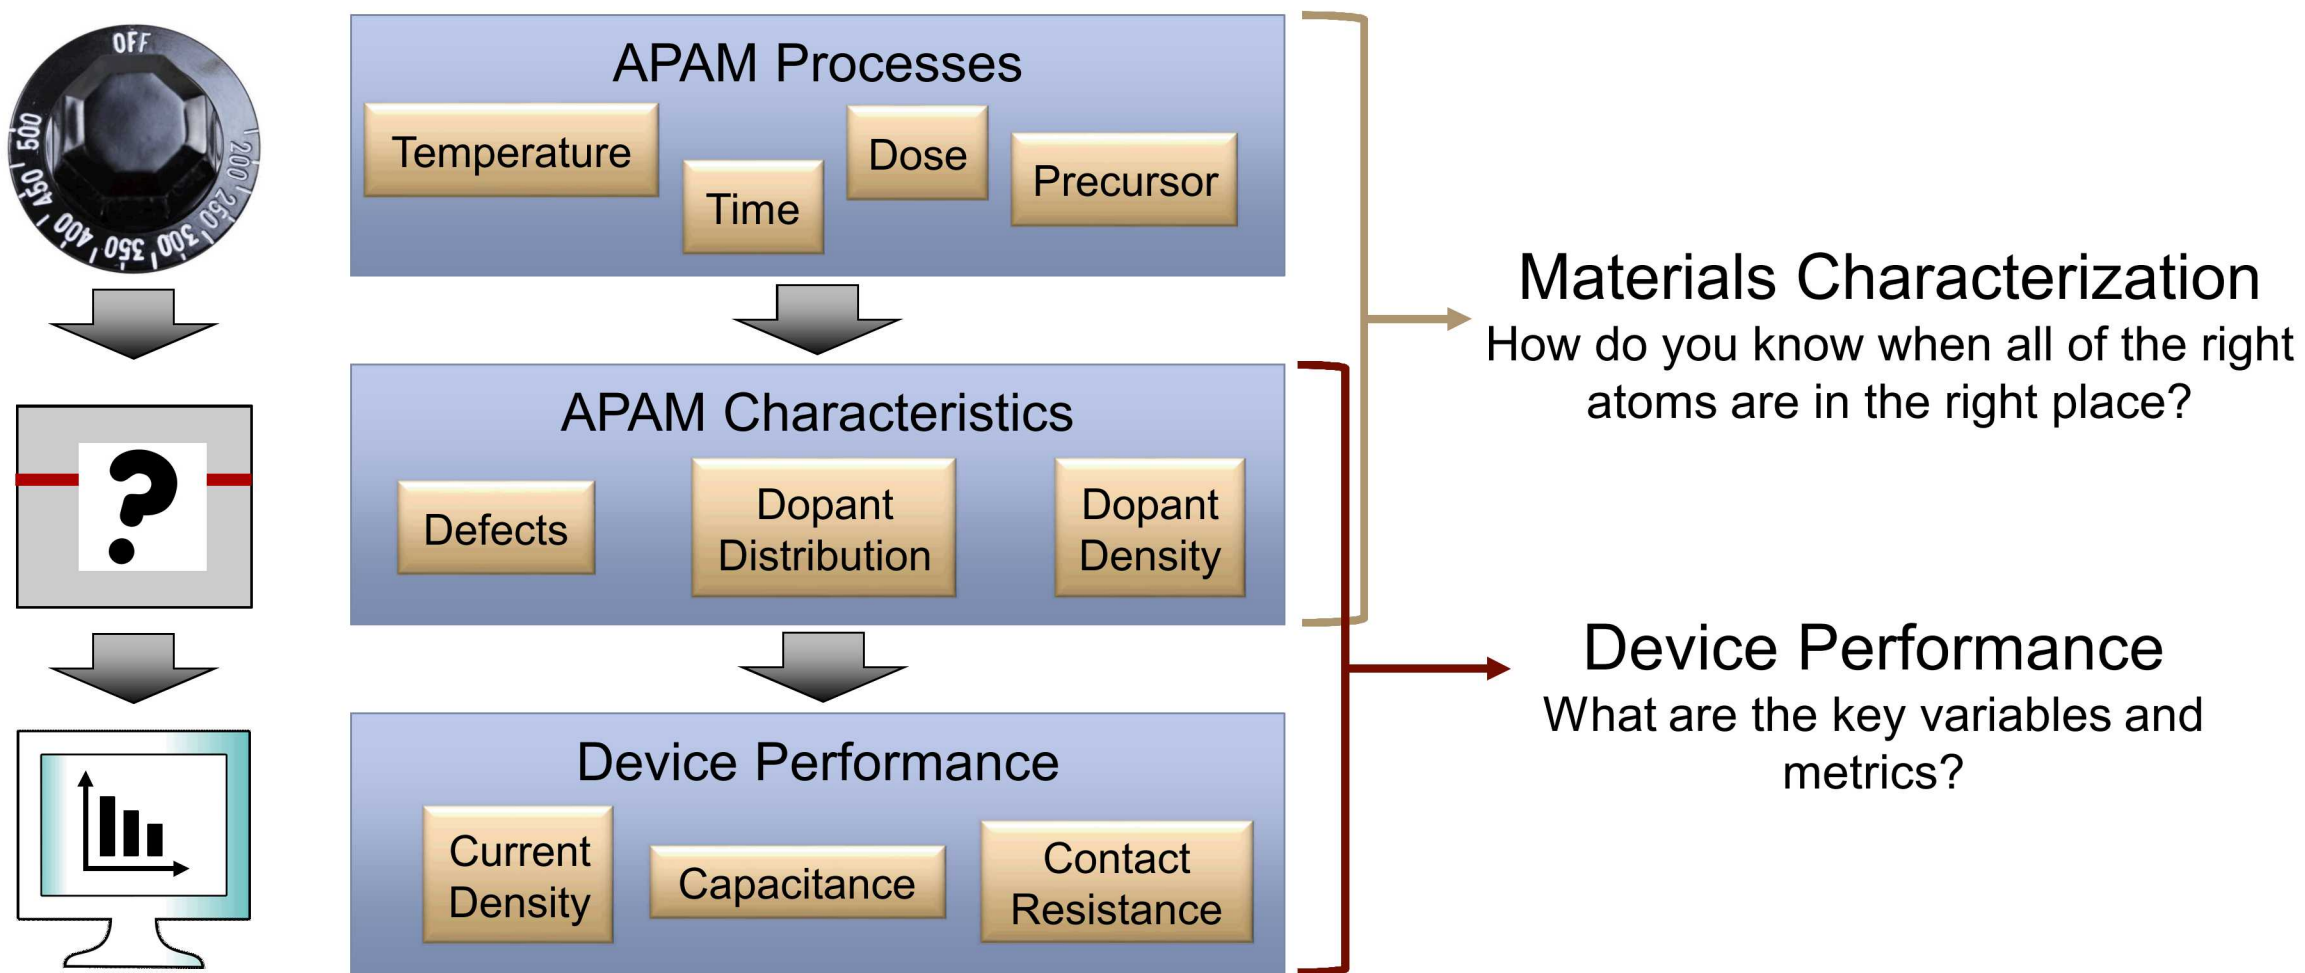 OFF
200
250
300
350
400
450
500
APAM Processes
Temperature
Time
Dose
Precursor
APAM Characteristics
Defects
Dopant
Distribution
Dopant
Density
Device Performance
Current
Density
Capacitance
Contact
Resistance
Materials Characterization
How do you know when all of the right
atoms are in the right place?
Device Performance
What are the key variables and
metrics?
?